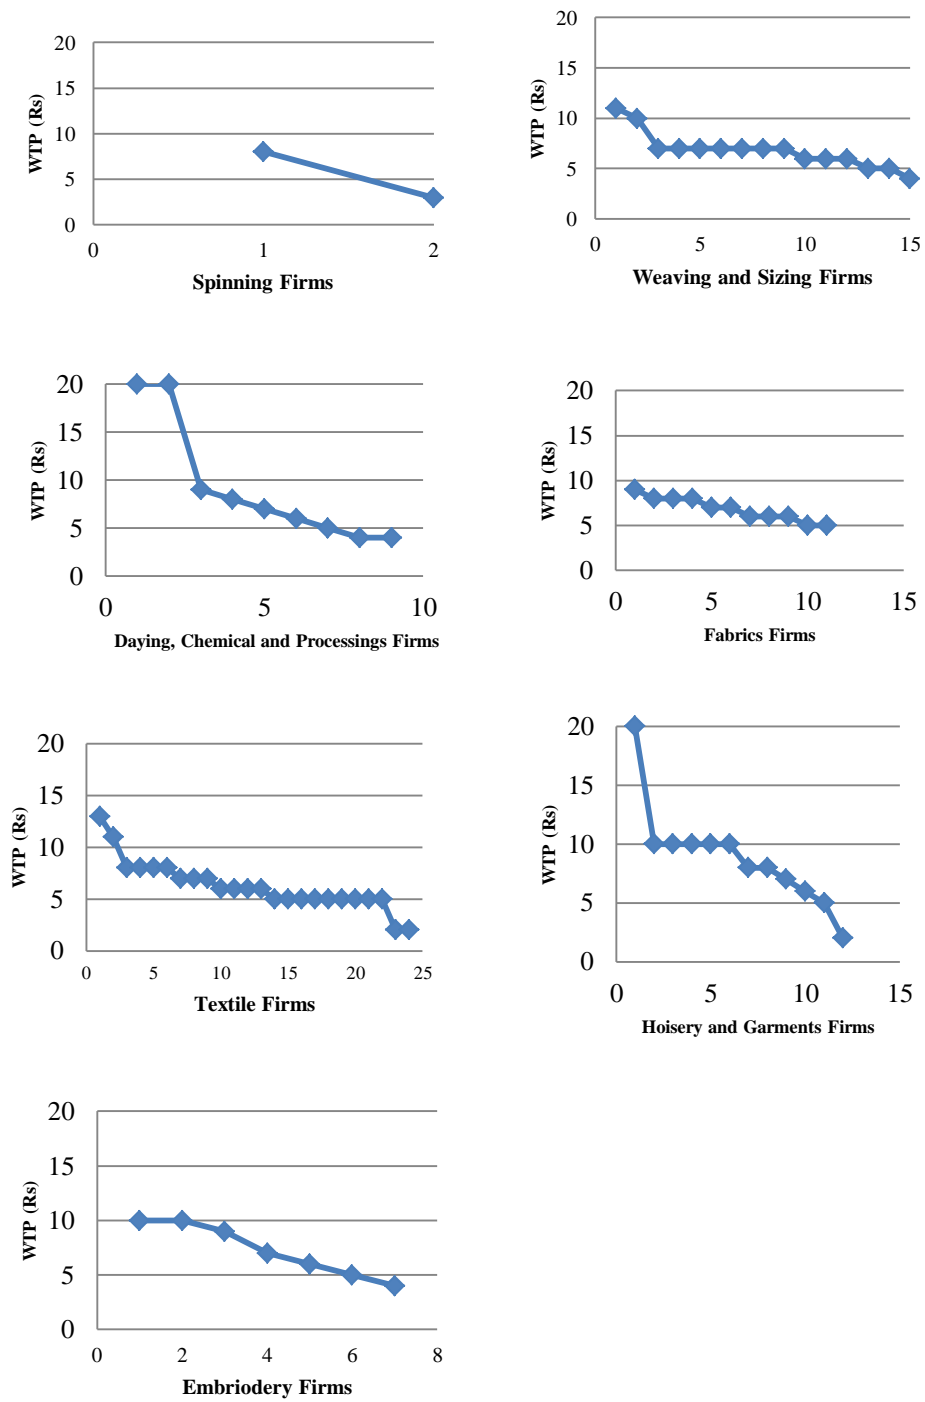 20
15
10
5
0
WTP (Rs)
0 1 2
Spinning Firms
20
15
10
5
0
WTP (Rs)
0 5 10 15
Weaving and Sizing Firms
20
15
10
5
0
WTP (Rs)
0 5 10
Daying, Chemical and Processings Firms
20
15
10
5
0
WTP (Rs)
0 5 10 15
Fabrics Firms
20
15
10
5
0
WTP (Rs)
0 5 10 15 20 25
Textile Firms
20
15
10
5
0
WTP (Rs)
0 5 10 15
Hoisery and Garments Firms
20
15
10
5
0
WTP (Rs)
0 2 4 6 8
Embriodery Firms